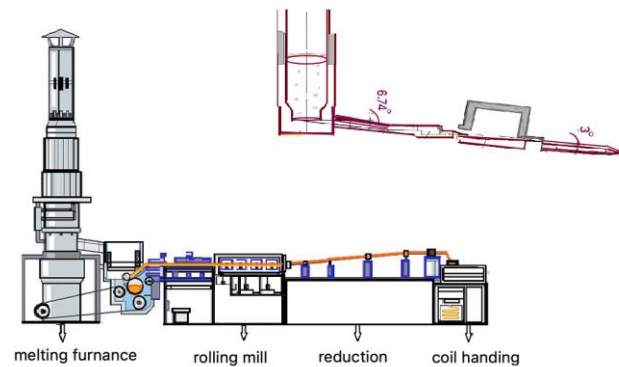 6.74°
3°
melting furnance
rolling mill
reduction
coil handing